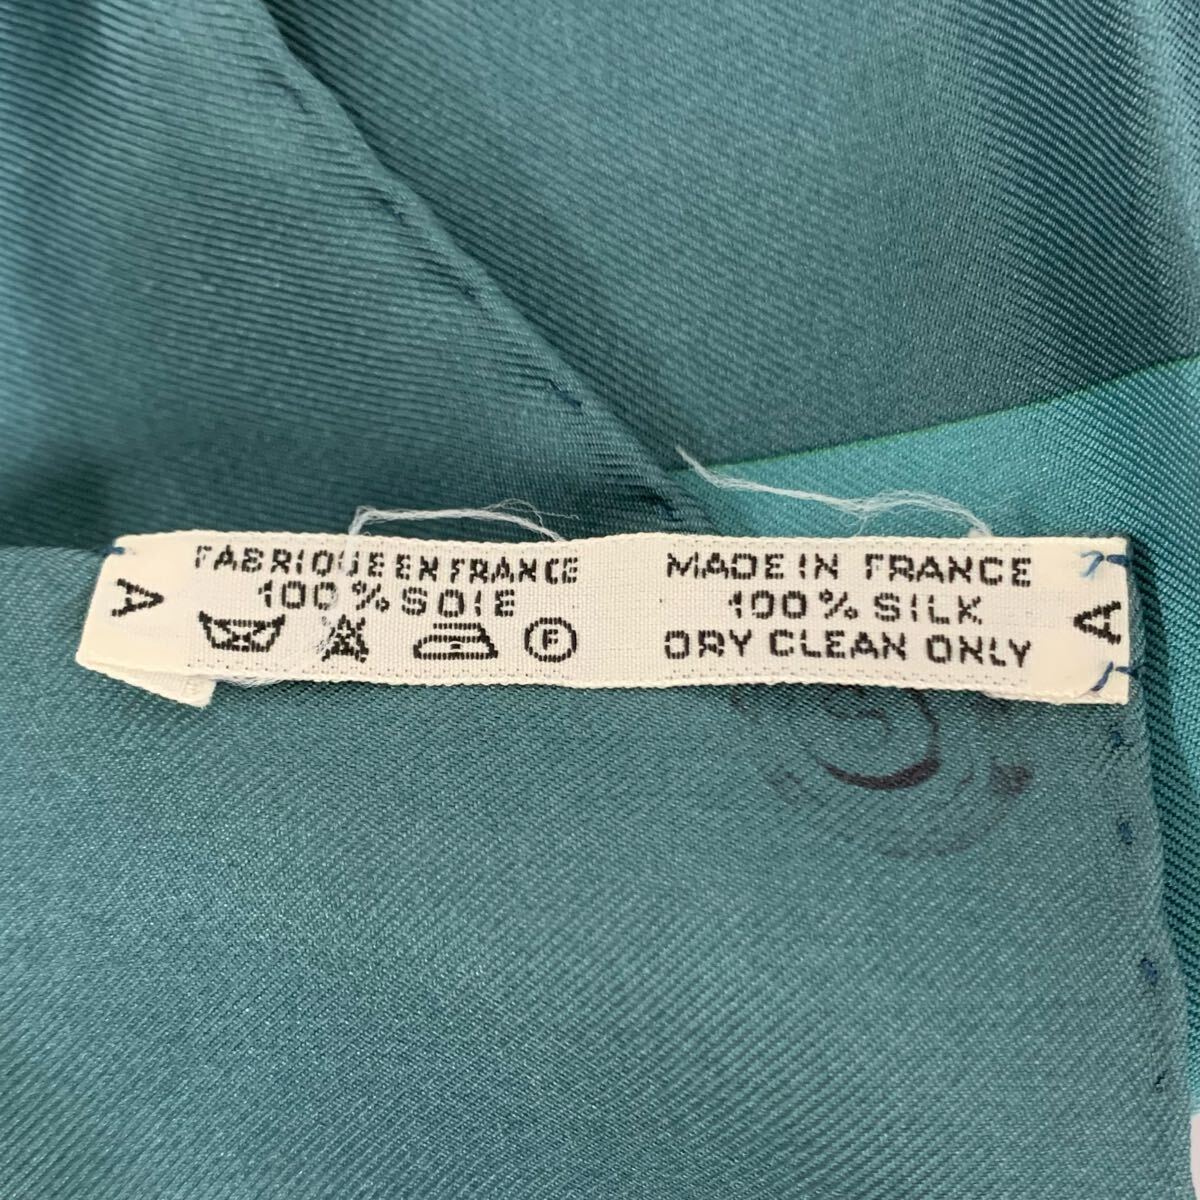 FABRIQUE EN FRANCE
100% SOIE
F
A
MADE IN FRANCE
100% SILK
DRY CLEAN ONLY
A